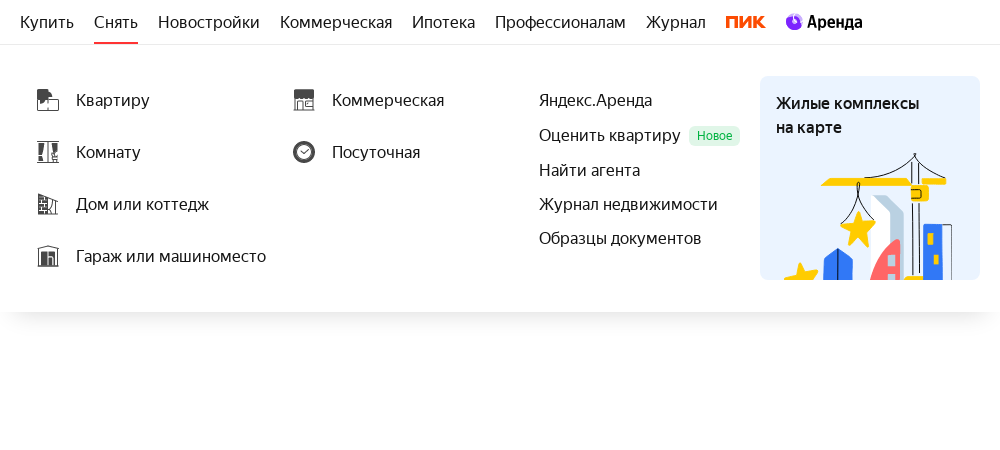 Купить Снять Новостройки Коммерческая Ипотека Профессионалам Журнал ПИК Аренда
Квартиру
Комнату
Дом или коттедж
Гараж или машиноместо
Коммерческая
Посуточная
Яндекс.Аренда
Оценить квартиру Новое
Найти агента
Журнал недвижимости
Образцы документов
Жилые комплексы
на карте